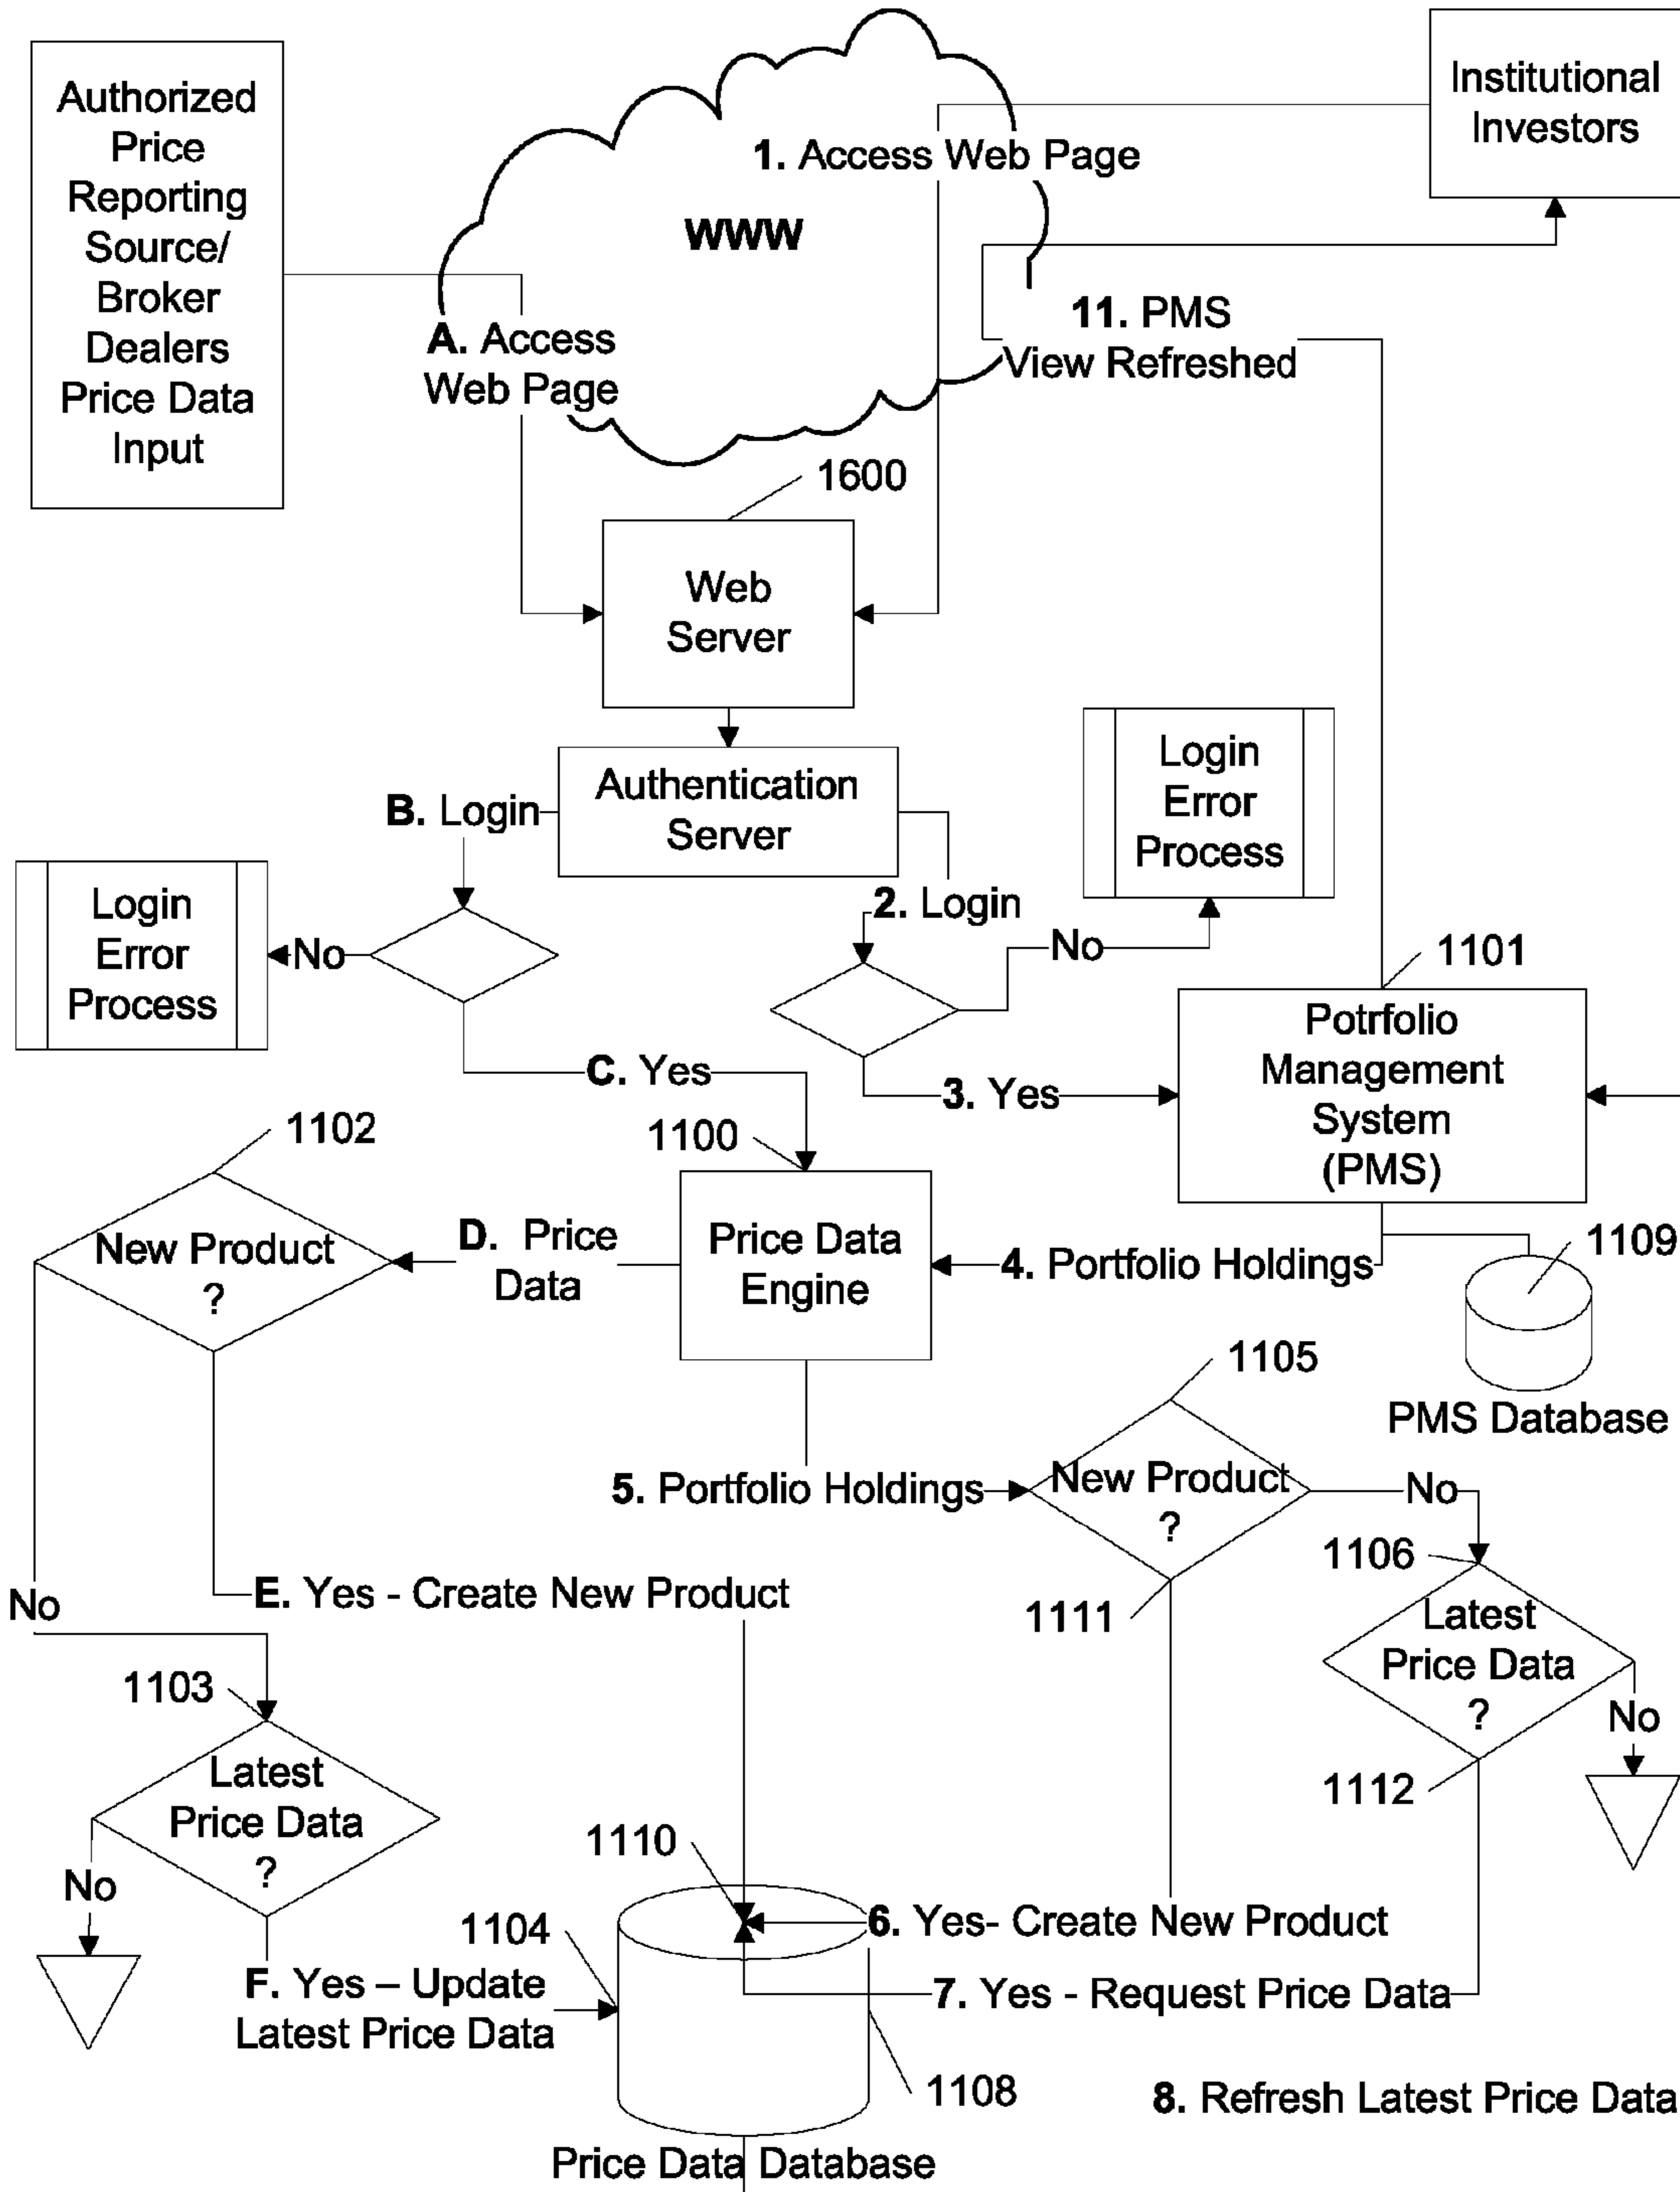 Authorized
Price
Reporting
Source/
Broker
Dealers
Price Data
Input
Institutional
Investors
1. Access Web Page
WWW
11. PMS
View Refreshed
A. Access
Web Page
1600
Web
Server
Authentication
Server
B. Login
Login
Error
Process
2. Login
Login
Error
Process
No
No
1101
Potrfolio
Management
System
(PMS)
C. Yes
3. Yes
1102
1100
New Product
?
D. Price
Data
Price Data
Engine
4. Portfolio Holdings
1109
PMS Database
1105
5. Portfolio Holdings
New Product
?
No
1106
E. Yes - Create New Product
No
1111
Latest
Price Data
?
No
1103
Latest
Price Data
?
No
1112
1110
1104
6. Yes- Create New Product
F. Yes – Update
Latest Price Data
7. Yes - Request Price Data
1108
8. Refresh Latest Price Data
Price Data Database